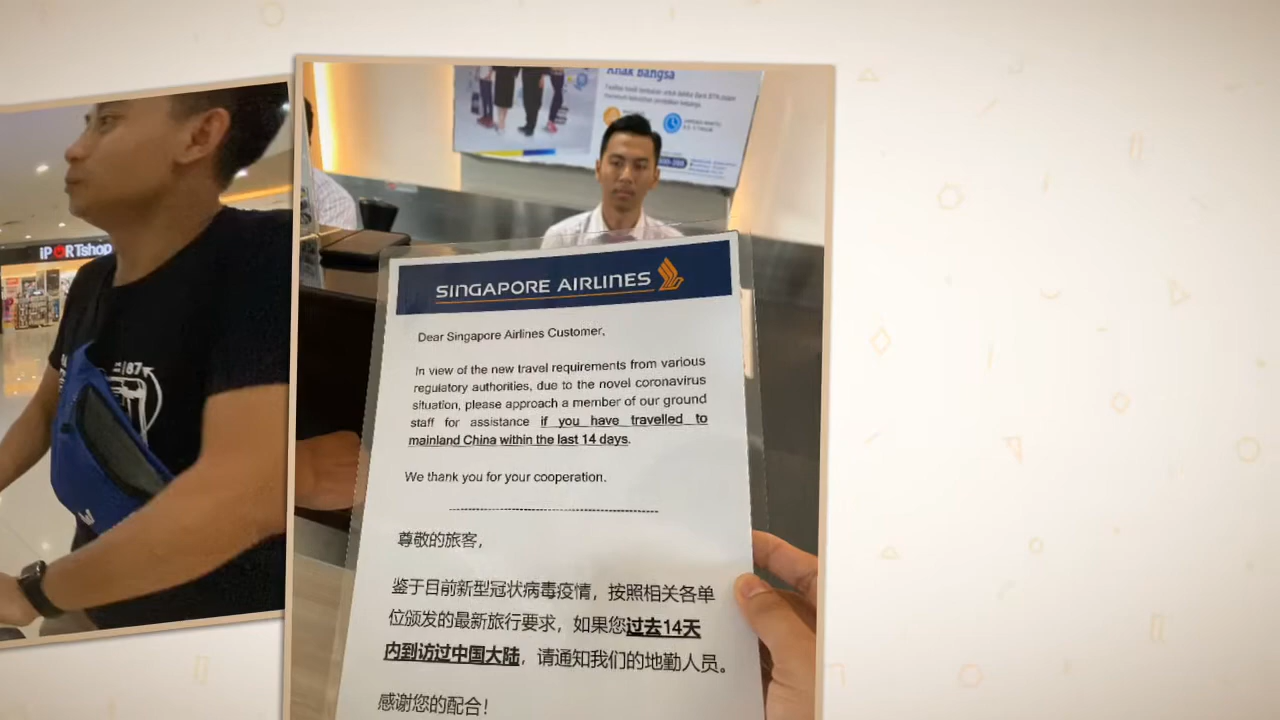 iPORTshop
87
Anak Bangsa
SINGAPORE AIRLINES
Dear Singapore Airlines Customer,
In view of the new travel requirements from various
regulatory authorities, due to the novel coronavirus
situation, please approach a member of our ground
staff for assistance if you have travelled to
mainland China within the last 14 days.
We thank you for your cooperation.
尊敬的旅客，
鉴于目前新型冠状病毒疫情，按照相关各单
位颁发的最新旅行要求，如果您过去14天
内到访过中国大陆，请通知我们的地勤人员。
感谢您的配合！